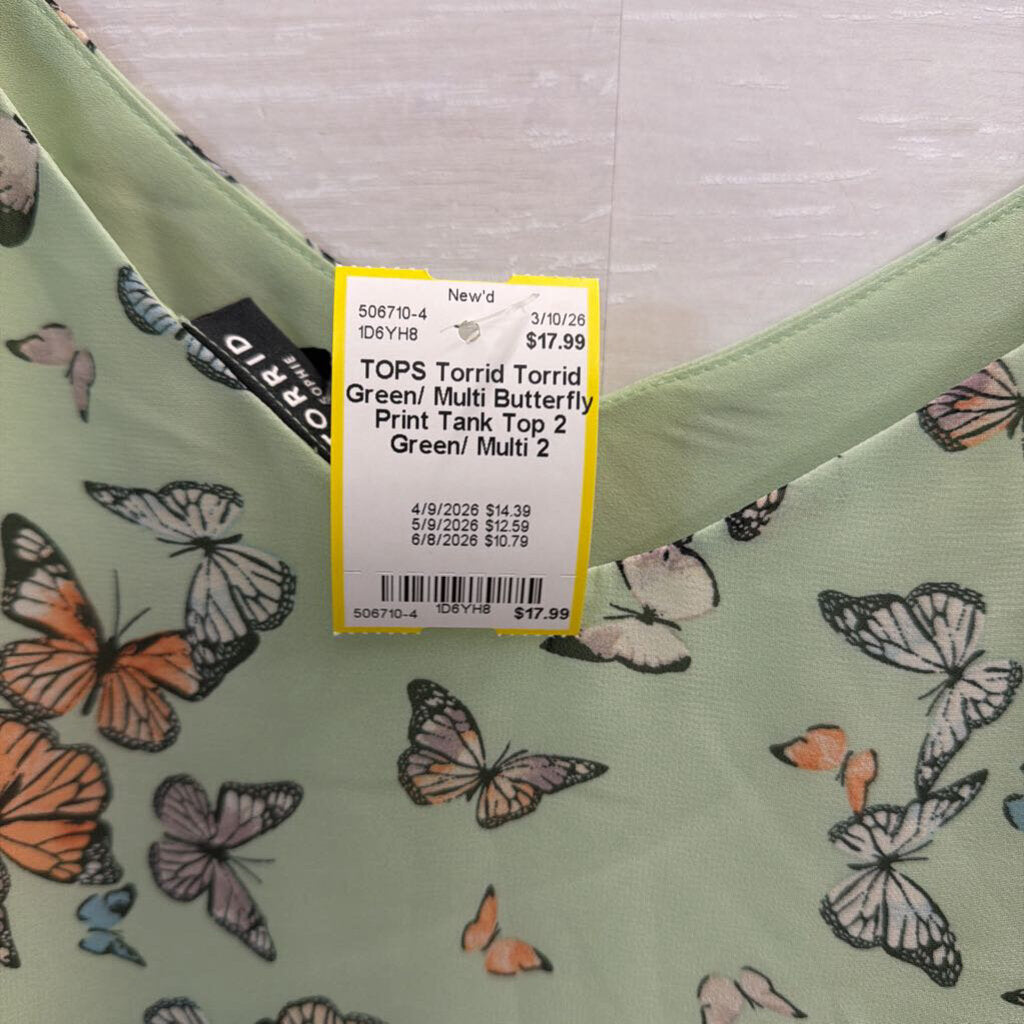 New'd
506710-4 3/10/26
1D6YH8 $17.99
TOPS Torrid Torrid
Green/ Multi Butterfly
Print Tank Top 2
Green/ Multi 2
4/9/2026 $14.39
5/9/2026 $12.59
6/8/2026 $10.79
506710-4 1D6YH8 $17.99
TORRID
SOPHIE